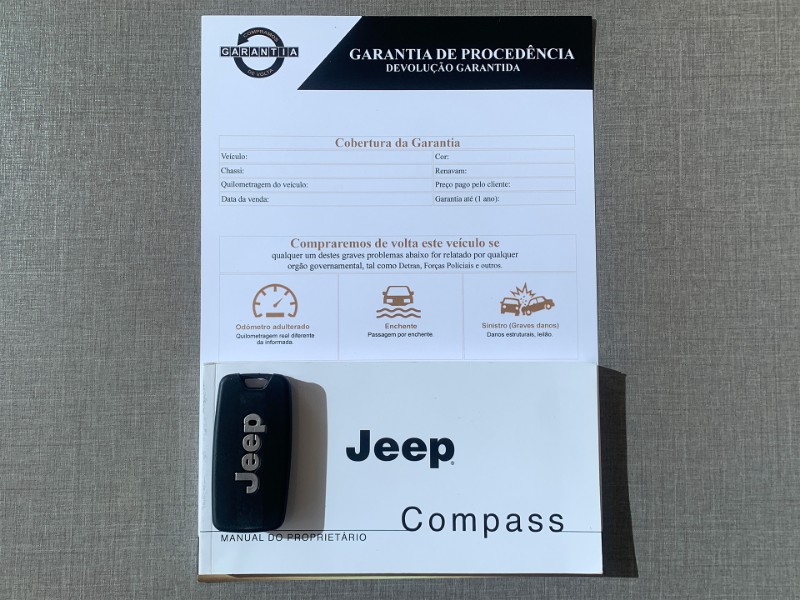 COMPRAMOS
GARANTIA
DE VOLTA
GARANTIA DE PROCEDÊNCIA
DEVOLUÇÃO GARANTIDA
Cobertura da Garantia
Veículo:
Cor:
Chassi:
Renavam:
Quilometragem do veículo:
Preço pago pelo cliente:
Data da venda:
Garantia até (1 ano):
Compraremos de volta este veículo se
qualquer um destes graves problemas abaixo for relatado por qualquer
orgão governamental, tal como Detran, Forças Policiais e outros.
Odômetro adulterado
Quilometragem real diferente
da informada.
Enchente
Passagem por enchente.
Sinistro (Graves danos)
Danos estruturais, leilão.
Jeep
Jeep
Compass
MANUAL DO PROPRIETÁRIO